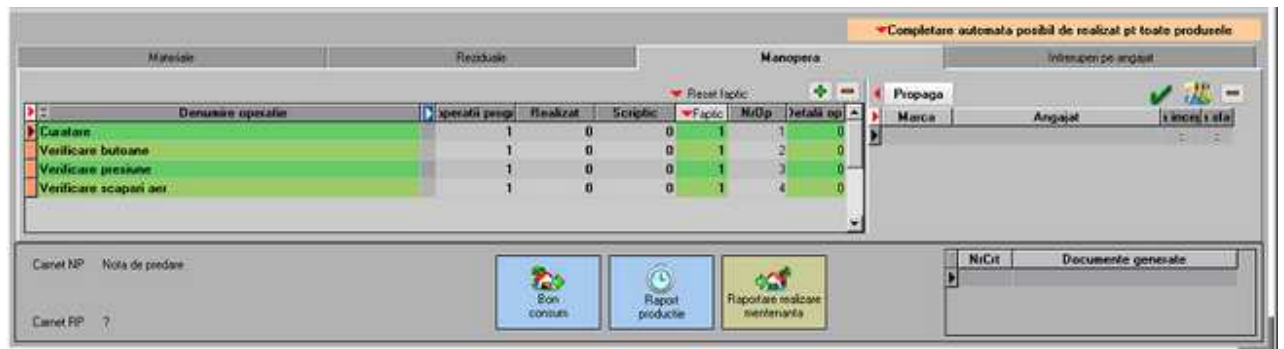 Completare automata posibil de realizat pt toate produsele
Materiale Reziduale Manopera Intreruperi pe angajat
Reset faptic Propaga
Denumire operatie Realizat Scriptic Faptic NrOp Detalii op Marca Angajat
Curatare 1 0 0 1 1 0
Verificare butoane 1 0 0 1 2 0
Verificare presiune 1 0 0 1 3 0
Verificare scapari aer 1 0 0 1 4 0
Carnet NP Nota de predare
NrCrt Documente generate
Bon
consum
Raport
productie
Raportare realizare
mentenanta
Carnet RP ?